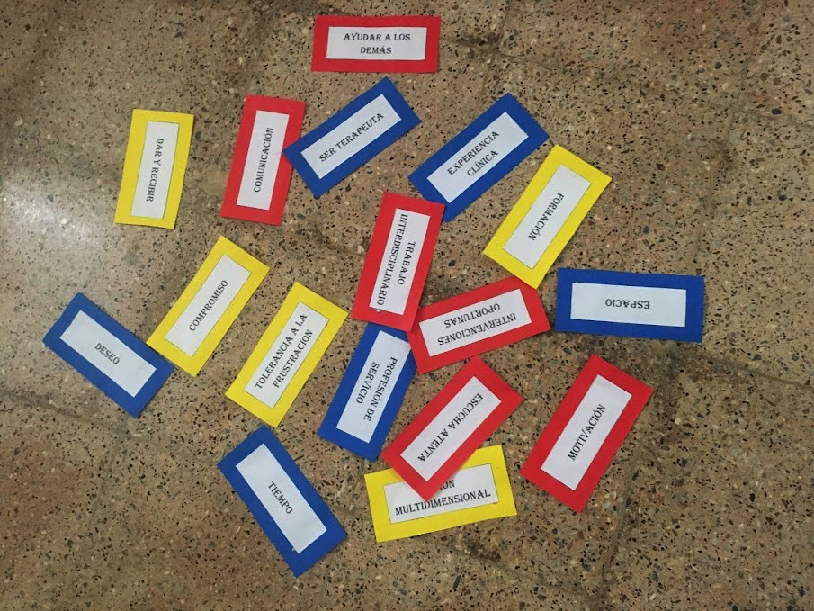 AYUDAR A LOS
DEMÁS
DAR Y RECIBIR
COMUNICACIÓN
SER TERAPEUTA
EXPERIENCIA
CLÍNICA
FORMACIÓN
TRABAJO
INTERDISCIPLINARIO
COMPROMISO
TOLERANCIA A LA
FRUSTRACIÓN
INTERVENCIONES
OPORTUNAS
ESPACIO
DESEO
PROFESIÓN DE
SERVICIO
ESCUCHA ATENTA
MOTIVACIÓN
TIEMPO
MULTIDIMENSIONAL